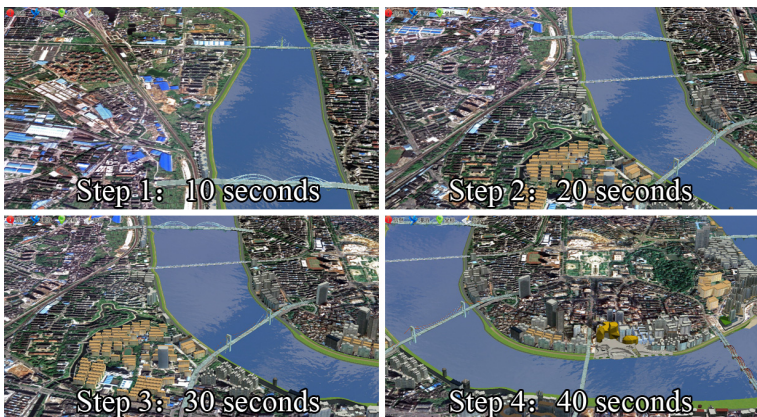 Step 1： 10 seconds
Step 2： 20 seconds
Step 3： 30 seconds
Step 4： 40 seconds